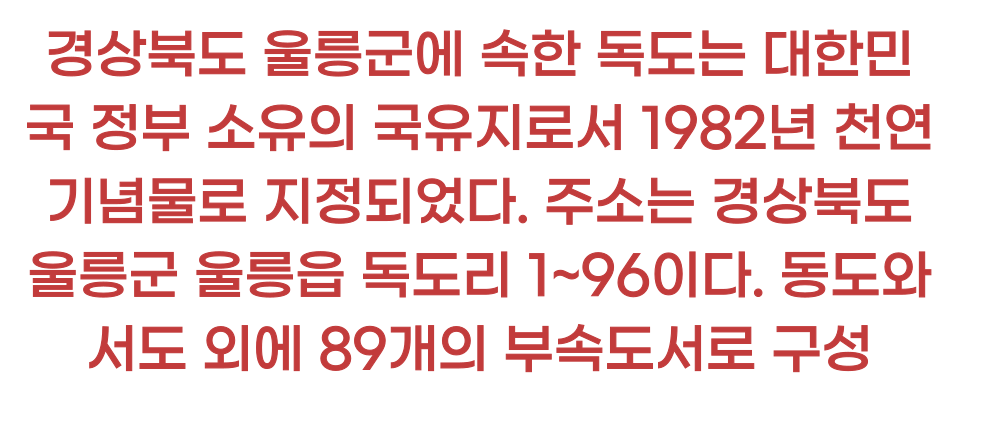 경상북도 울릉군에 속한 독도는 대한민
국 정부 소유의 국유지로서 1982년 천연
기념물로 지정되었다. 주소는 경상북도
울릉군 울릉읍 독도리 1~96이다. 동도와
서도 외에 89개의 부속도서로 구성